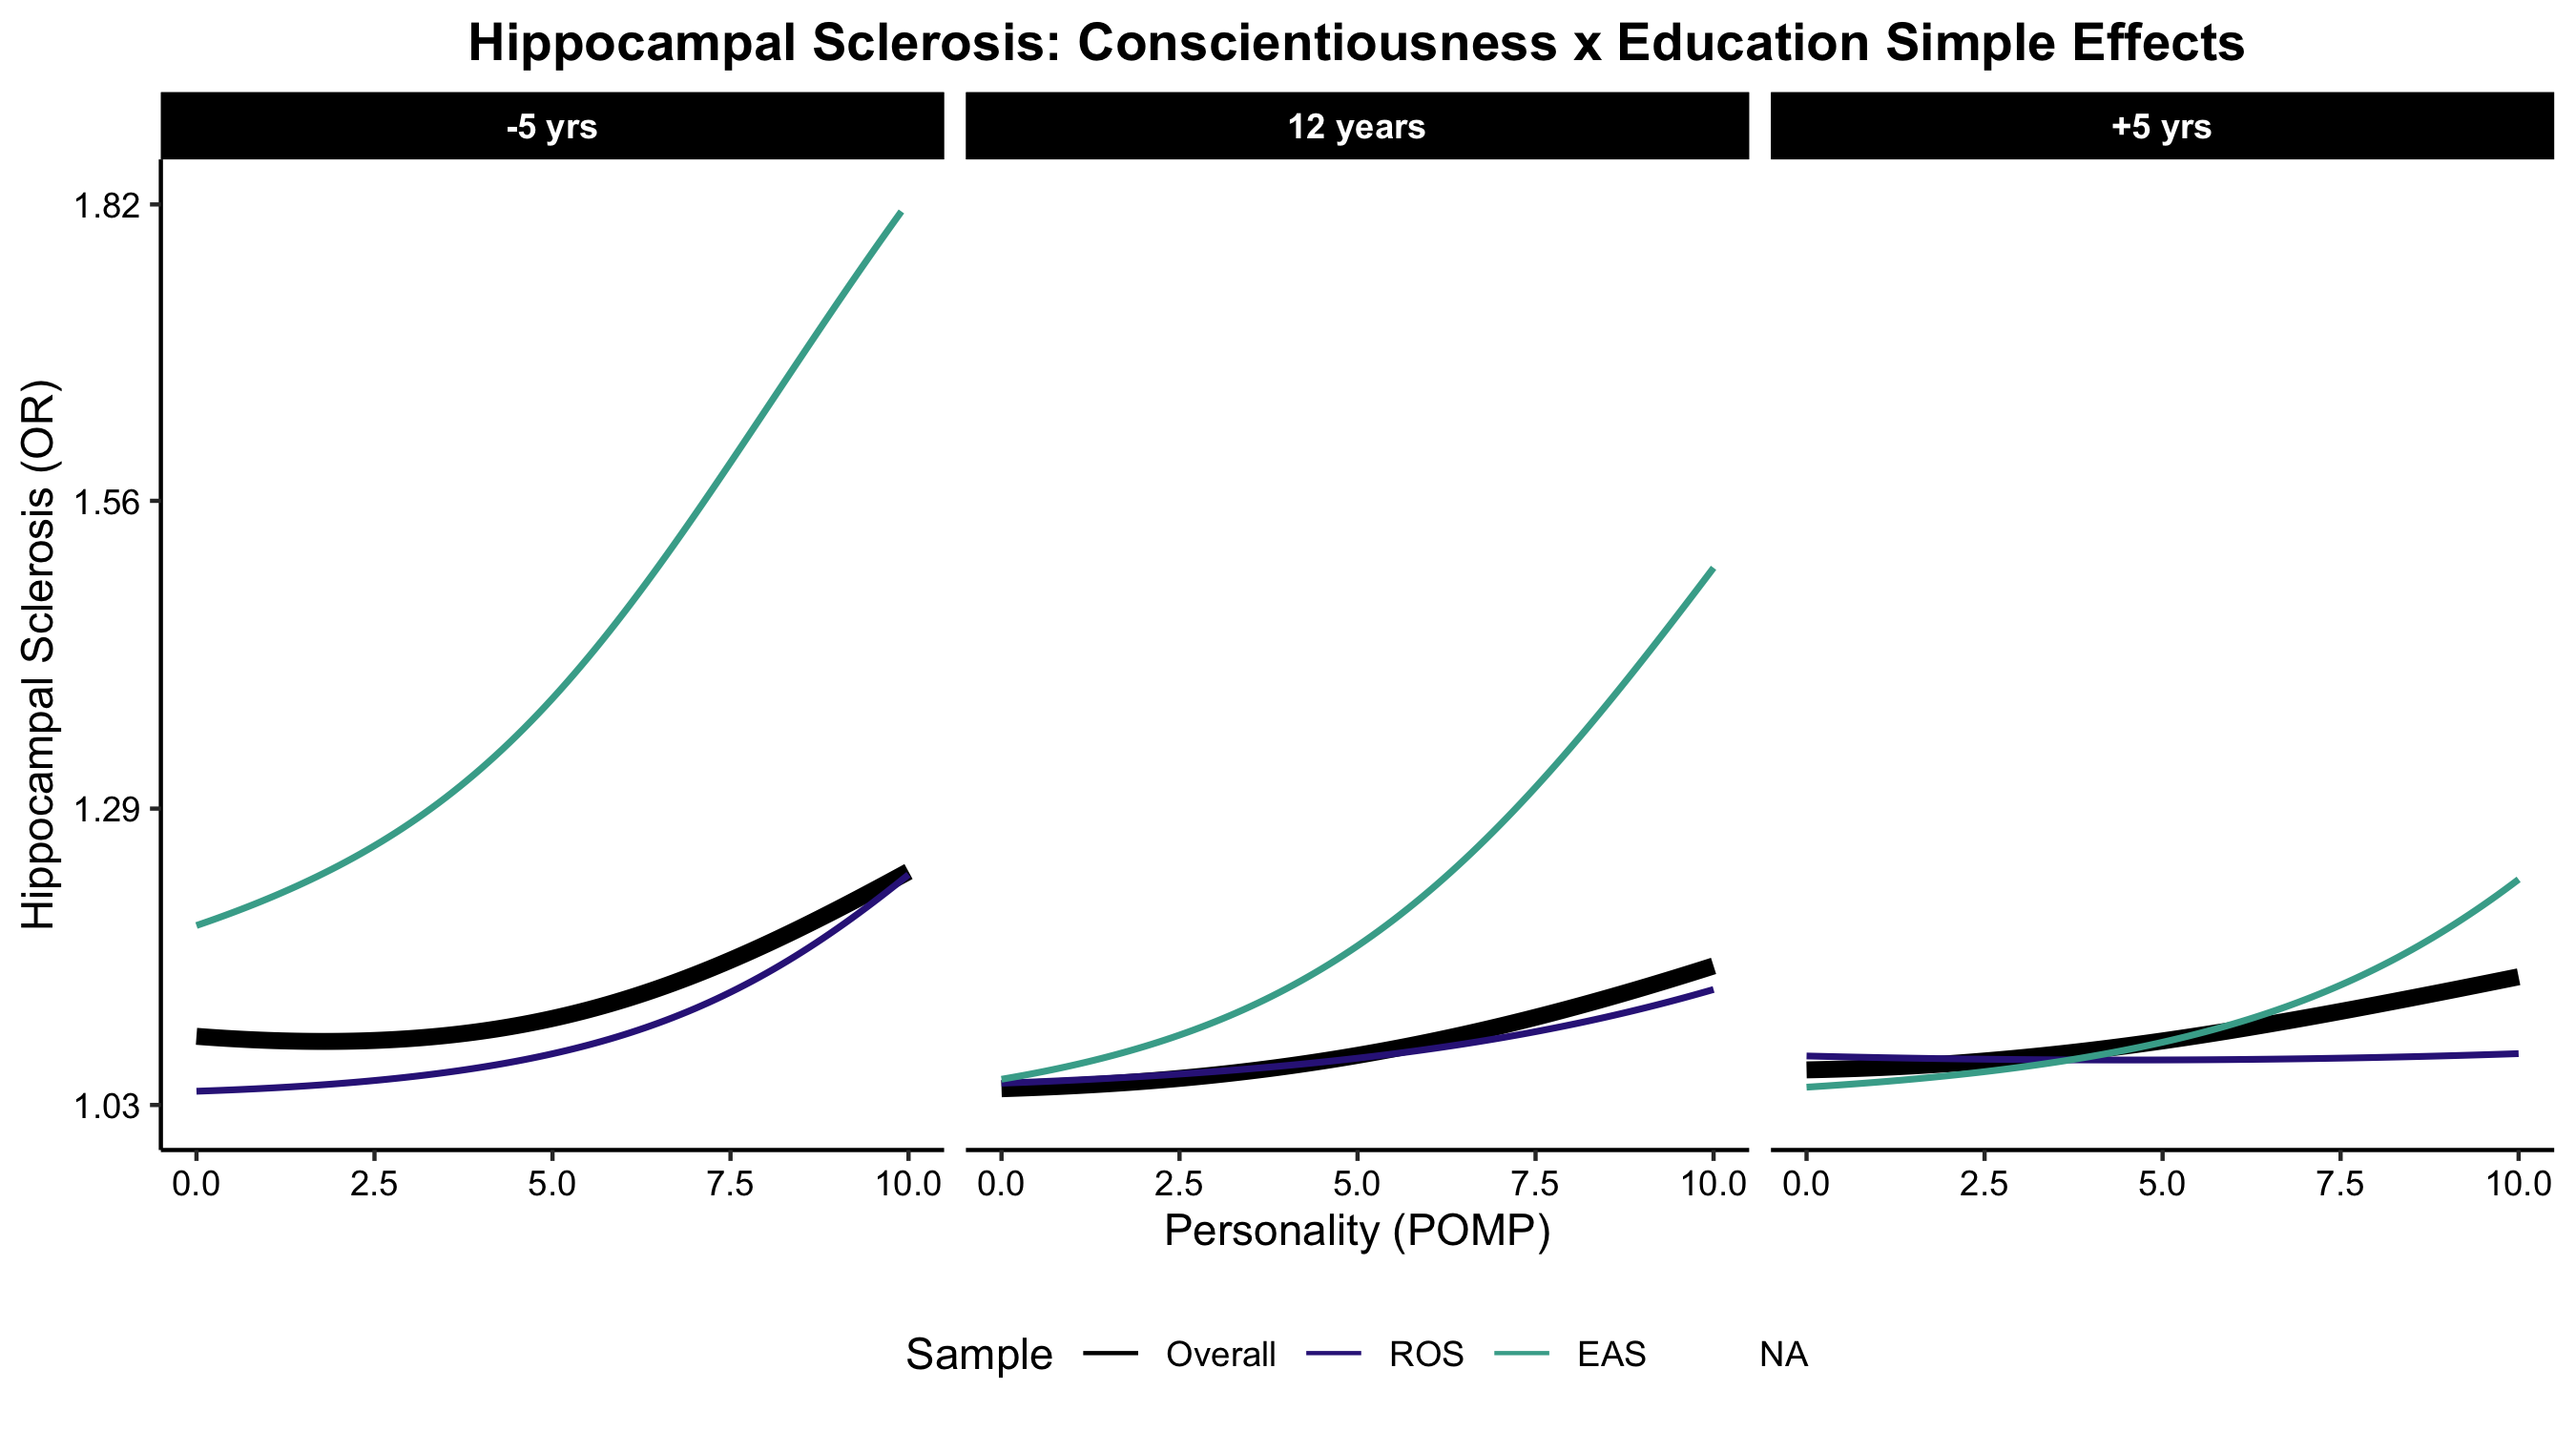 Hippocampal Sclerosis: Conscientiousness x Education Simple Effects
-5 yrs 12 years +5 yrs
Hippocampal Sclerosis (OR)
1.82
1.56
1.29
1.03
0.0 2.5 5.0 7.5 10.0 0.0 2.5 5.0 7.5 10.0 0.0 2.5 5.0 7.5 10.0
Personality (POMP)
Sample Overall ROS EAS NA